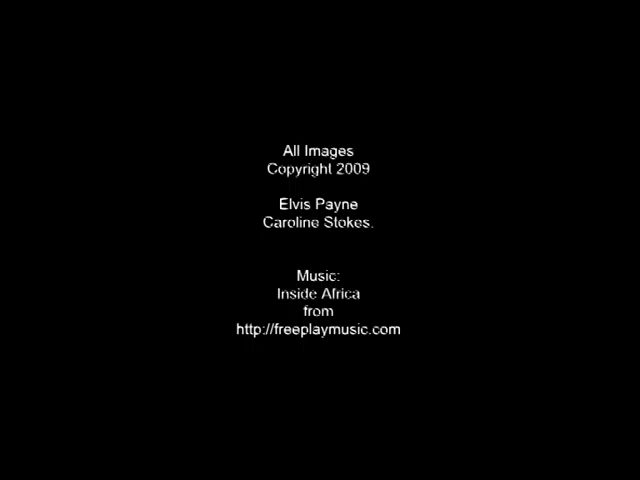 All Images
Copyright 2009
Elvis Payne
Caroline Stokes.
Music:
Inside Africa
from
http://freeplaymusic.com